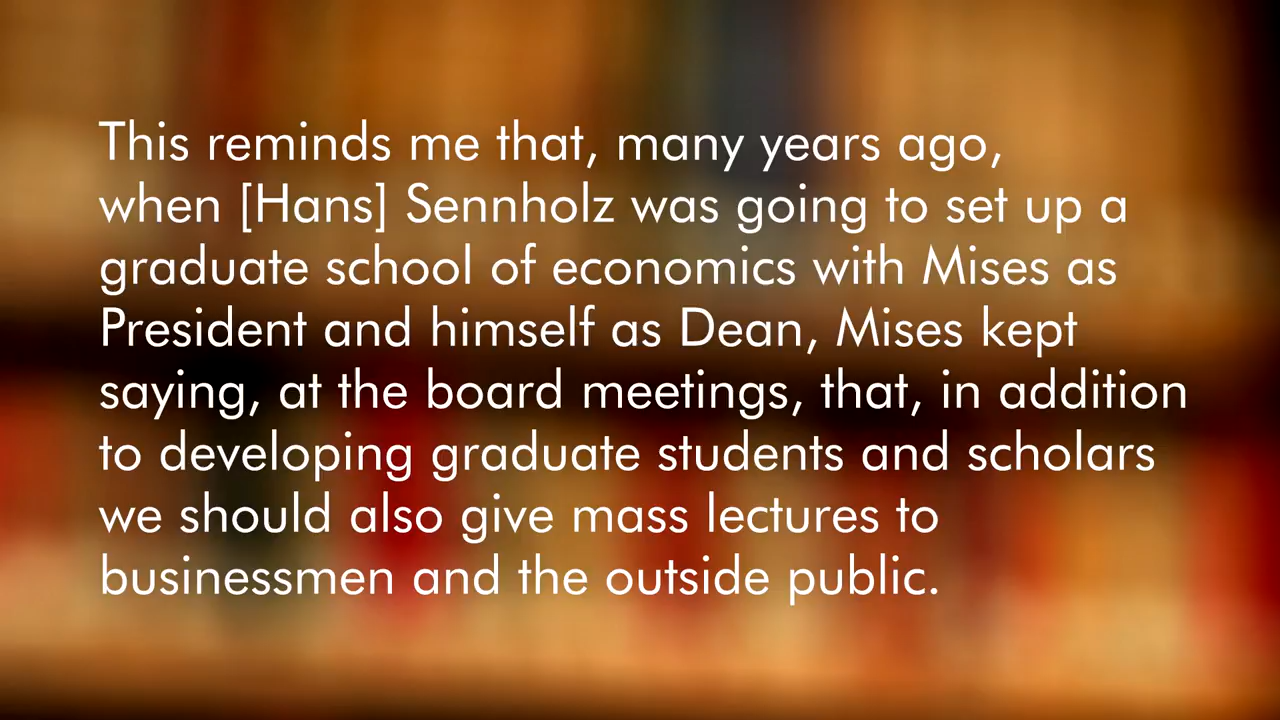 This reminds me that, many years ago,
when [Hans] Sennholz was going to set up a
graduate school of economics with Mises as
President and himself as Dean, Mises kept
saying, at the board meetings, that, in addition
to developing graduate students and scholars
we should also give mass lectures to
businessmen and the outside public.